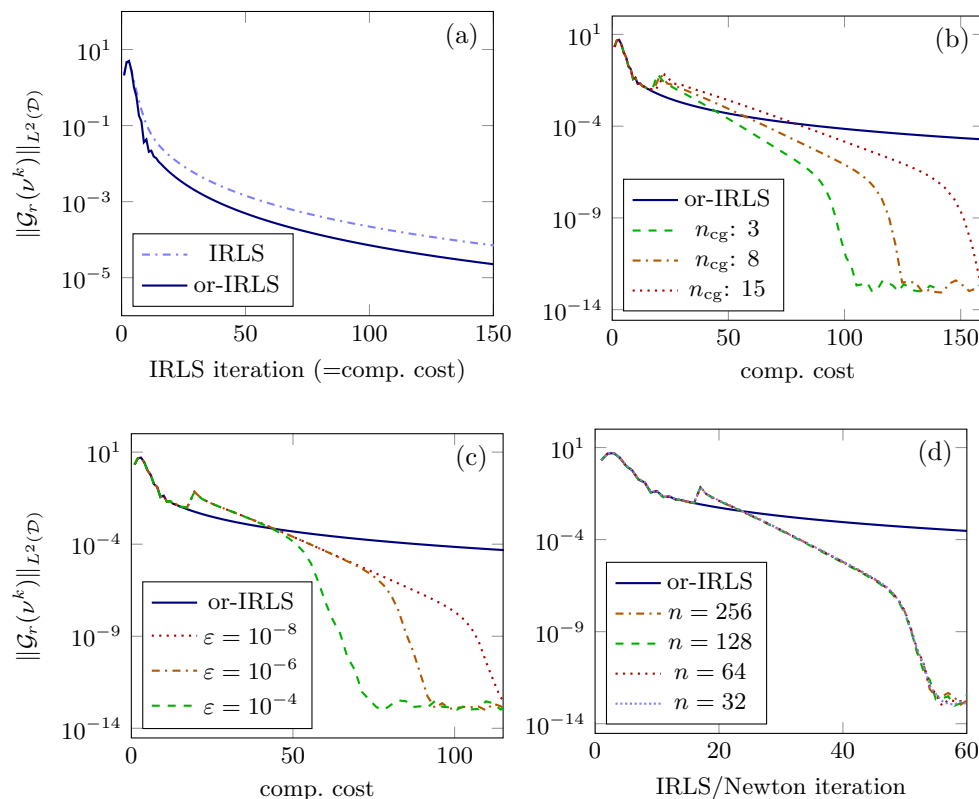 (a)
10^1
10^{-1}
10^{-3}
10^{-5}
||𝒢_r(ν^k)||_{L^2(𝒟)}
IRLS
or-IRLS
0 50 100 150
IRLS iteration (=comp. cost)
(b)
10^1
10^{-4}
10^{-9}
10^{-14}
or-IRLS
n_cg: 3
n_cg: 8
n_cg: 15
0 50 100 150
comp. cost
(c)
10^1
10^{-4}
10^{-9}
10^{-14}
||𝒢_r(ν^k)||_{L^2(𝒟)}
or-IRLS
ε = 10^{-8}
ε = 10^{-6}
ε = 10^{-4}
0 50 100
comp. cost
(d)
10^1
10^{-4}
10^{-9}
10^{-14}
or-IRLS
n = 256
n = 128
n = 64
n = 32
0 20 40 60
IRLS/Newton iteration